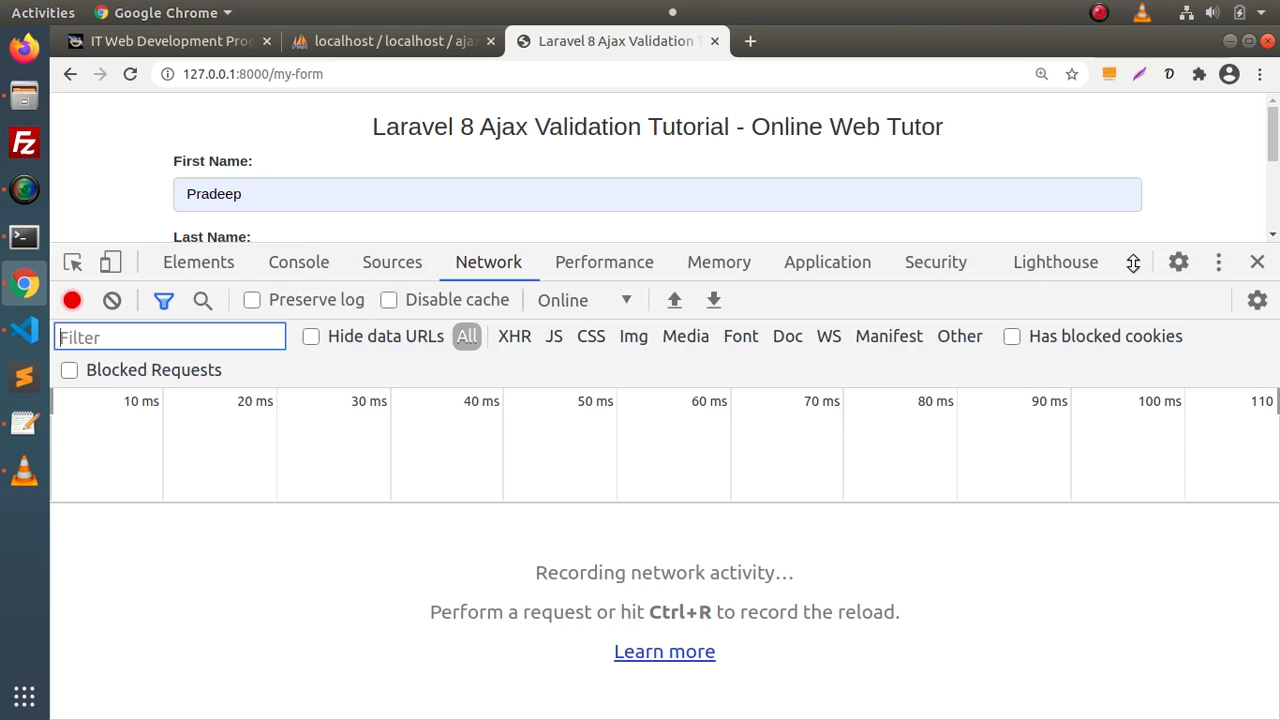 Activities Google Chrome
IT Web Development Pro
localhost / localhost / aja
Laravel 8 Ajax Validation T
127.0.0.1:8000/my-form
Laravel 8 Ajax Validation Tutorial - Online Web Tutor
First Name:
Pradeep
Last Name:
Elements Console Sources Network Performance Memory Application Security Lighthouse
Preserve log Disable cache Online
Filter Hide data URLs All XHR JS CSS Img Media Font Doc WS Manifest Other Has blocked cookies
Blocked Requests
10 ms 20 ms 30 ms 40 ms 50 ms 60 ms 70 ms 80 ms 90 ms 100 ms 110
Recording network activity…
Perform a request or hit Ctrl+R to record the reload.
Learn more